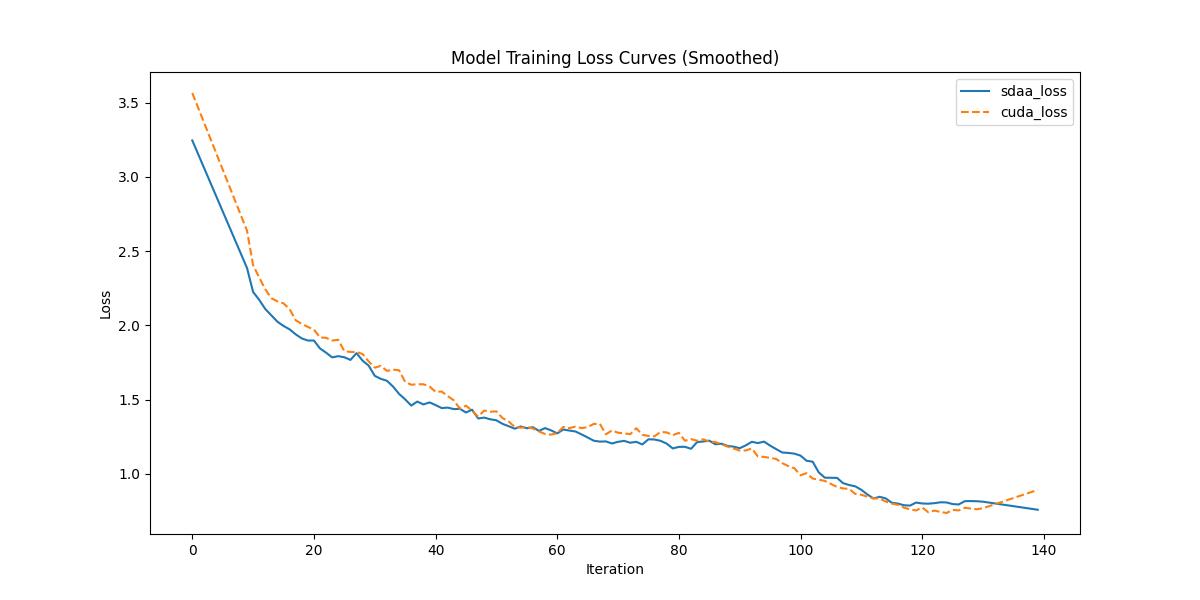 Model Training Loss Curves (Smoothed)
sdaa_loss
cuda_loss
Loss
3.5
3.0
2.5
2.0
1.5
1.0
0 20 40 60 80 100 120 140
Iteration